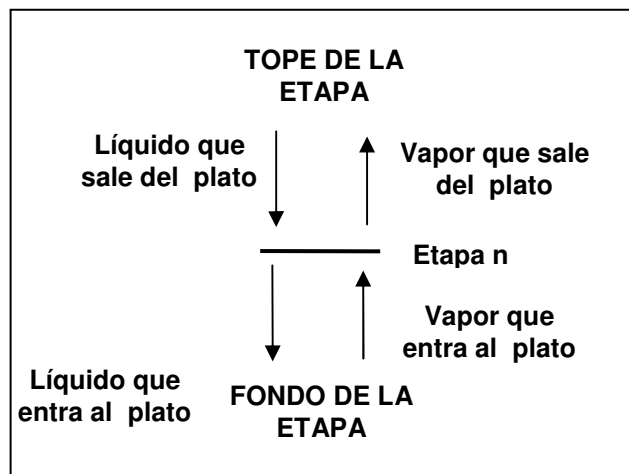 TOPE DE LA
ETAPA
Líquido que
sale del plato
Vapor que sale
del plato
Etapa n
Vapor que
entra al plato
Líquido que
entra al plato
FONDO DE LA
ETAPA